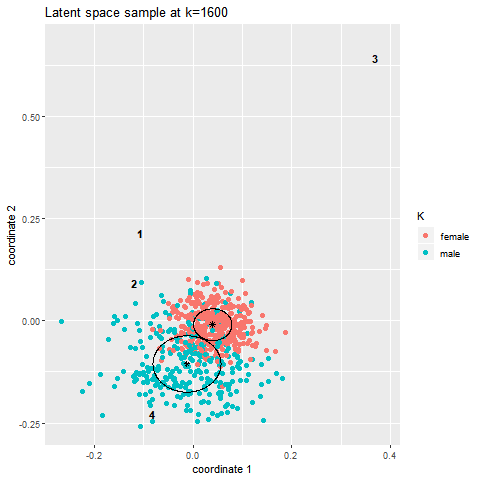 Latent space sample at k=1600
3
0.50
K
female
male
0.25
1
coordinate 2
2
0.00
4
-0.25
-0.2
0.0
0.2
0.4
coordinate 1